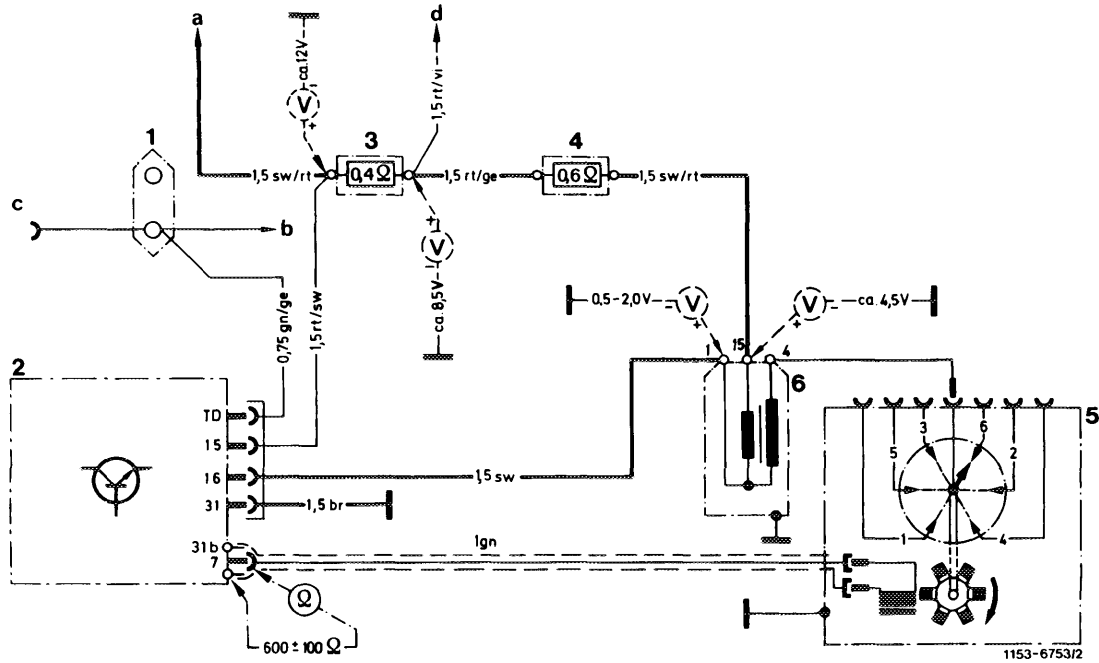 a
d
ca.12V
−
V
+
1,5 rt/vi
1
3
4
1,5 sw/rt
0,4 Ω
1,5 rt/ge
0,6 Ω
1,5 sw/rt
c
b
+
V
−
ca. 8,5V
0,75 gn/ge
1,5 rt/sw
0,5-2,0V
−
V
+
V
−
+
ca. 4,5V
1
15
4
2
6
5
TD
15
16
31
1,5 sw
1,5 br
3
6
5
2
1
4
31b
7
1gn
Ω
600 ± 100 Ω
1153-6753/2